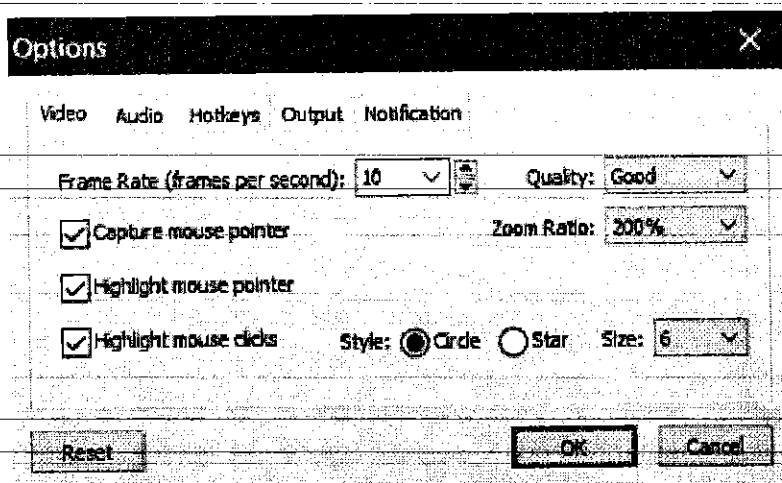 Options
Video Audio Hotkeys Output Notification
Frame Rate (frames per second): 10 Quality: Good
Capture mouse pointer Zoom Ratio: 200%
Highlight mouse pointer
Highlight mouse clicks Style: Circle Star Size: 6
Reset OK Cancel